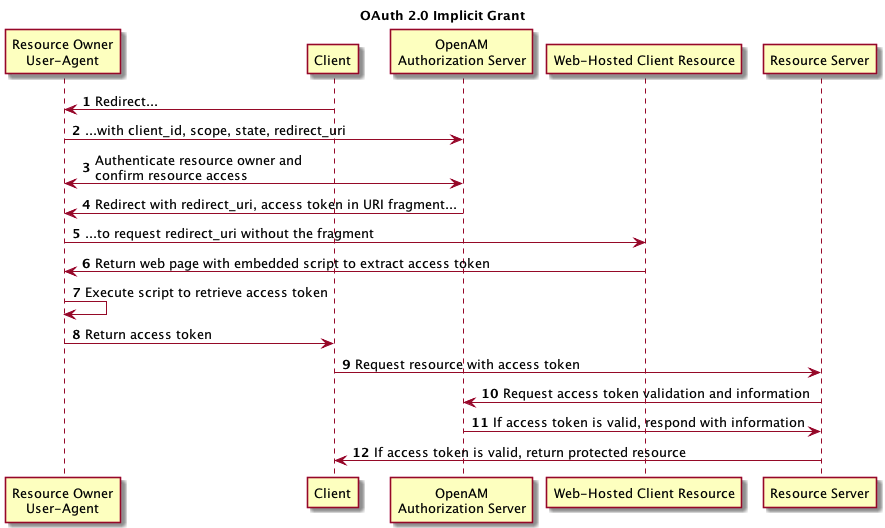 OAuth 2.0 Implicit Grant
Resource Owner
User-Agent
Client
OpenAM
Authorization Server
Web-Hosted Client Resource
Resource Server
1 Redirect...
2 ...with client_id, scope, state, redirect_uri
3 Authenticate resource owner and
confirm resource access
4 Redirect with redirect_uri, access token in URI fragment...
5 ...to request redirect_uri without the fragment
6 Return web page with embedded script to extract access token
7 Execute script to retrieve access token
8 Return access token
9 Request resource with access token
10 Request access token validation and information
11 If access token is valid, respond with information
12 If access token is valid, return protected resource
Resource Owner
User-Agent
Client
OpenAM
Authorization Server
Web-Hosted Client Resource
Resource Server